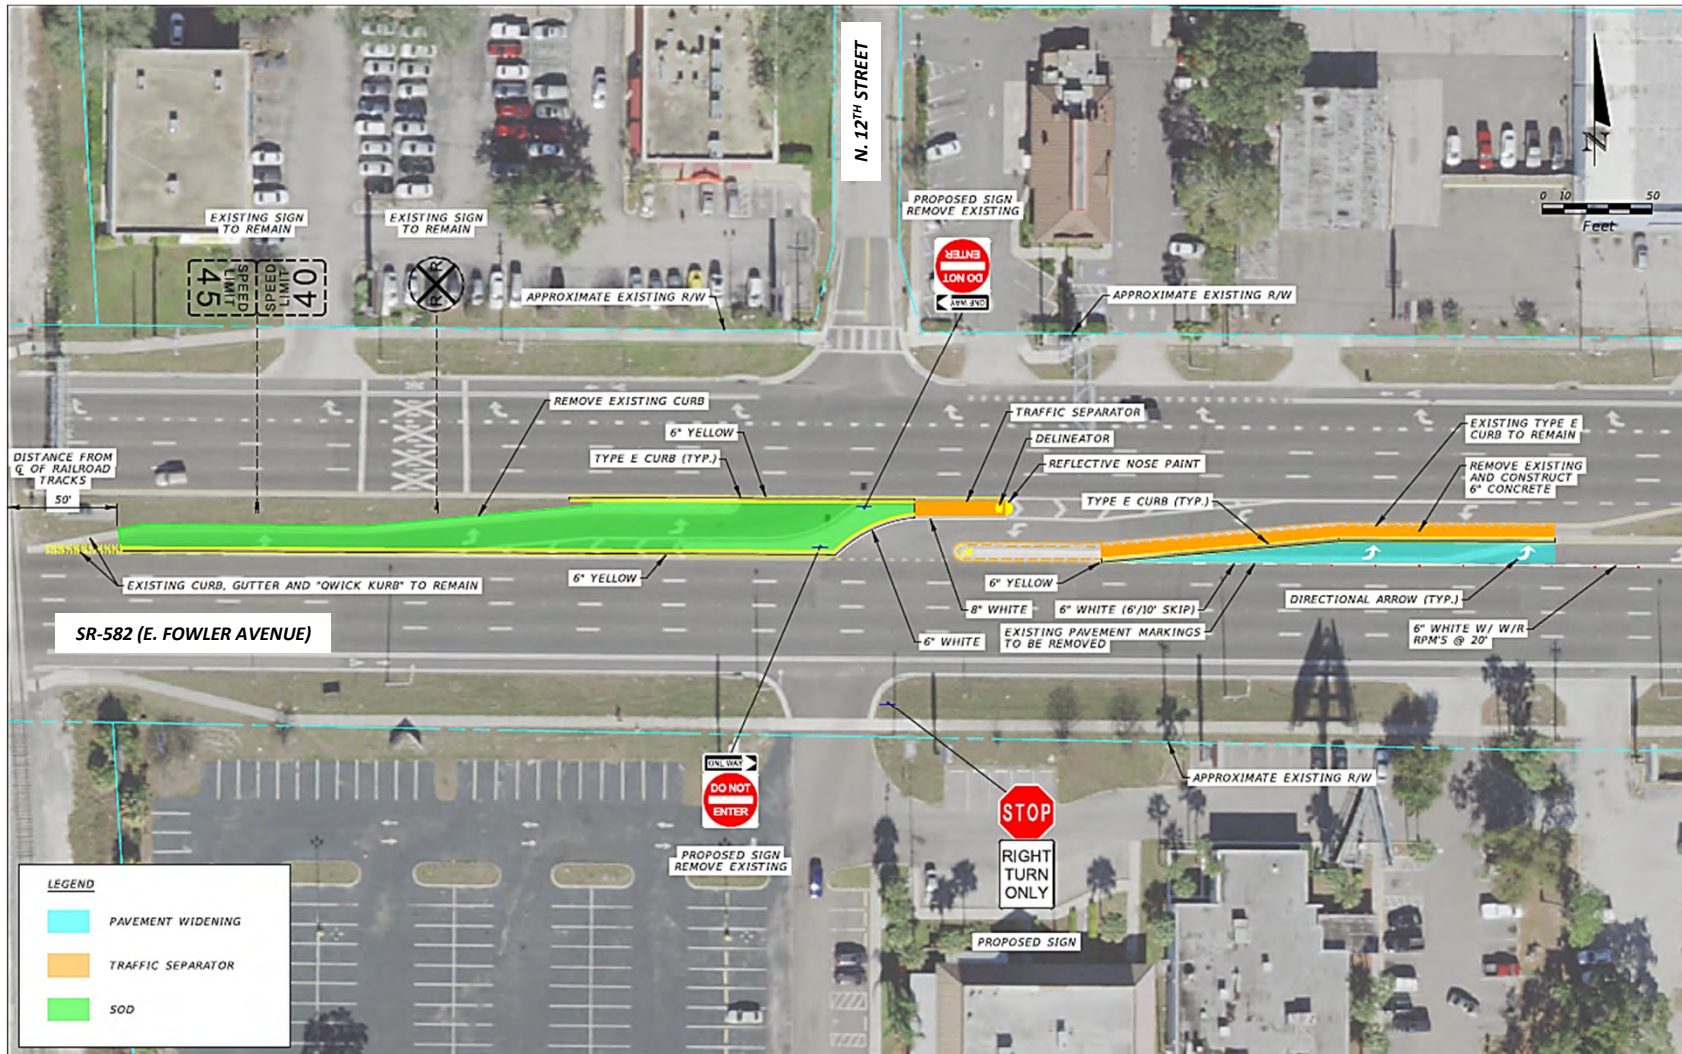 N. 12TH STREET
PROPOSED SIGN
REMOVE EXISTING
DO NOT
ENTER
ONE WAY
0 10 50
Feet
N
EXISTING SIGN
TO REMAIN
EXISTING SIGN
TO REMAIN
SPEED
LIMIT
45
SPEED
LIMIT
40
R R
APPROXIMATE EXISTING R/W
APPROXIMATE EXISTING R/W
REMOVE EXISTING CURB
6" YELLOW
TYPE E CURB (TYP.)
TRAFFIC SEPARATOR
DELINEATOR
REFLECTIVE NOSE PAINT
TYPE E CURB (TYP.)
EXISTING TYPE E
CURB TO REMAIN
REMOVE EXISTING
AND CONSTRUCT
6" CONCRETE
DISTANCE FROM
℄ OF RAILROAD
TRACKS
50'
EXISTING CURB, GUTTER AND "QWICK KURB" TO REMAIN
6" YELLOW
6" YELLOW
8" WHITE
6" WHITE
6" WHITE (6'/10' SKIP)
EXISTING PAVEMENT MARKINGS
TO BE REMOVED
DIRECTIONAL ARROW (TYP.)
6" WHITE W/ W/R
RPM'S @ 20'
SR-582 (E. FOWLER AVENUE)
ONE WAY
DO NOT
ENTER
PROPOSED SIGN
REMOVE EXISTING
STOP
RIGHT
TURN
ONLY
PROPOSED SIGN
APPROXIMATE EXISTING R/W
LEGEND
PAVEMENT WIDENING
TRAFFIC SEPARATOR
SOD